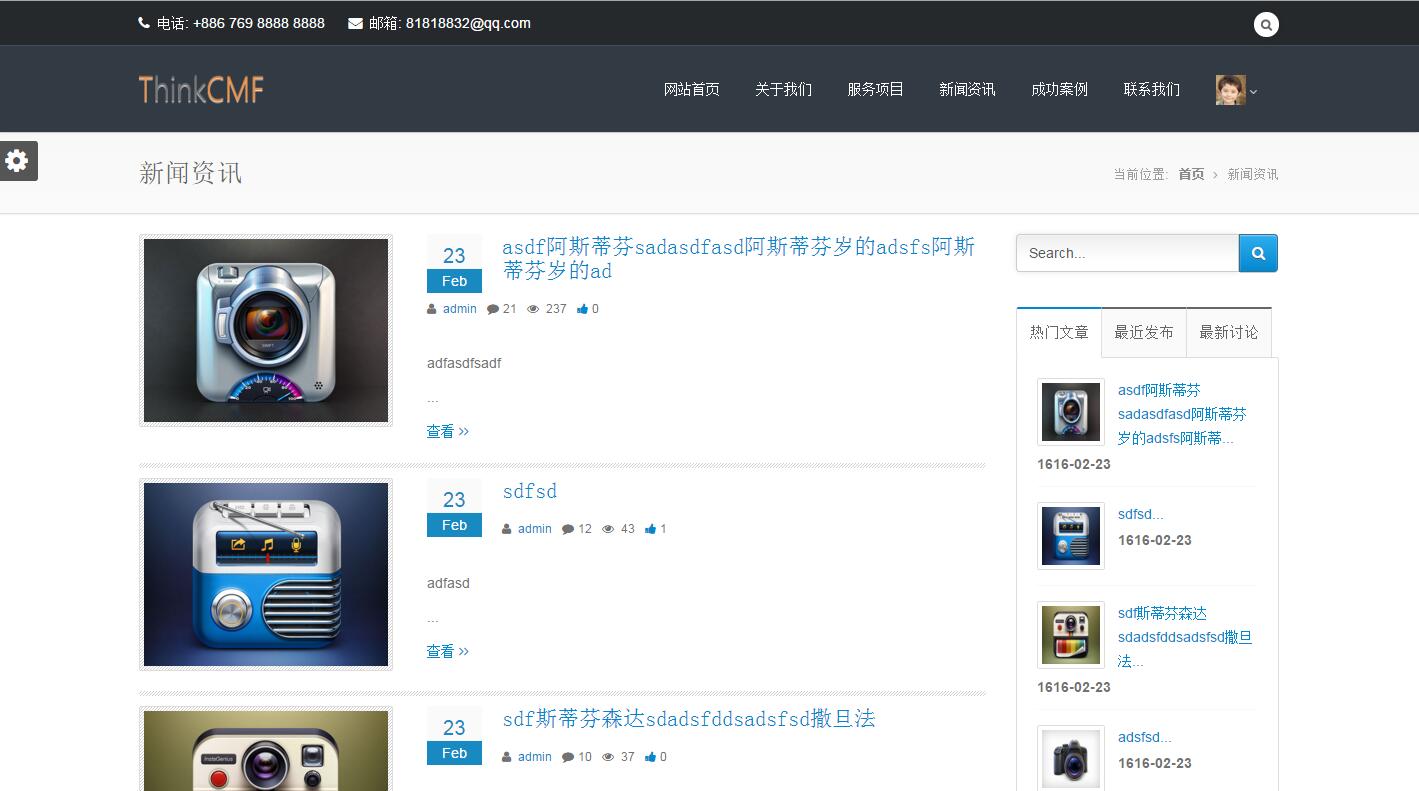 电话: +886 769 8888 8888 邮箱: 81818832@qq.com
ThinkCMF
网站首页 关于我们 服务项目 新闻资讯 成功案例 联系我们
新闻资讯
当前位置: 首页 > 新闻资讯
23
Feb
asdf阿斯蒂芬sadasdfasd阿斯蒂芬岁的adsfs阿斯
蒂芬岁的ad
admin 21 237 0
adfasdfsadf
...
查看 >>
23
Feb
sdfsd
admin 12 43 1
adfasd
...
查看 >>
InstaGenius
23
Feb
sdf斯蒂芬森达sdadsfddsadsfsd撒旦法
admin 10 37 0
Search...
热门文章 最近发布 最新讨论
asdf阿斯蒂芬
sadasdfasd阿斯蒂芬
岁的adsfs阿斯蒂...
1616-02-23
sdfsd...
1616-02-23
sdf斯蒂芬森达
sdadsfddsadsfsd撒旦
法...
1616-02-23
adsfsd...
1616-02-23